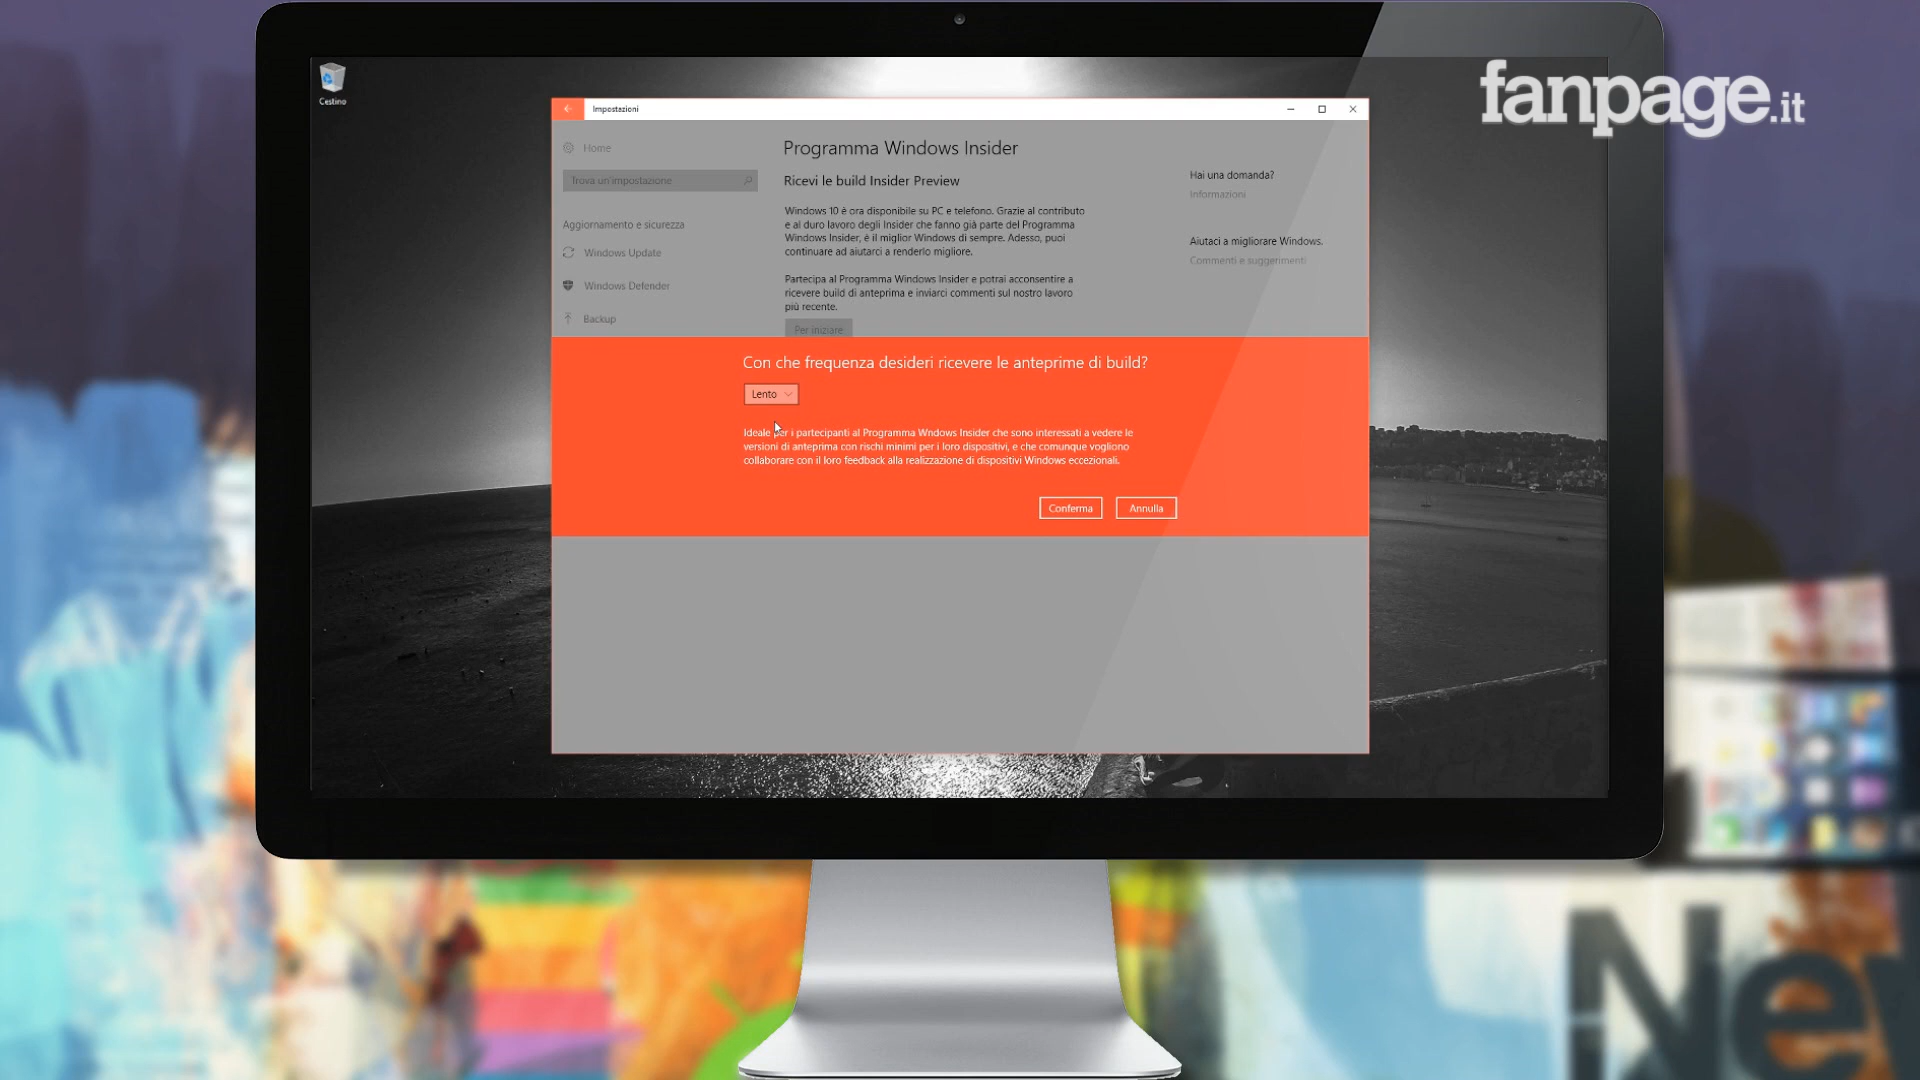 fanpage.it
Cestino
Impostazioni
Home
Trova un'impostazione
Aggiornamento e sicurezza
Windows Update
Windows Defender
Backup
Programma Windows Insider
Ricevi le build Insider Preview
Windows 10 è ora disponibile su PC e telefono. Grazie al contributo
e al duro lavoro degli Insider che fanno già parte del Programma
Windows Insider, è il miglior Windows di sempre. Adesso, puoi
continuare ad aiutarci a renderlo migliore.
Partecipa al Programma Windows Insider e potrai acconsentire a
ricevere build di anteprima e inviarci commenti sul nostro lavoro
più recente.
Per iniziare
Hai una domanda?
Informazioni
Aiutaci a migliorare Windows.
Commenti e suggerimenti
Con che frequenza desideri ricevere le anteprime di build?
Lento
Ideale per i partecipanti al Programma Wndows Insider che sono interessati a vedere le
versioni di anteprima con rischi minimi per i loro dispositivi, e che comunque vogliono
collaborare con il loro feedback alla realizzazione di dispositivi Windows eccezionali.
Conferma
Annulla